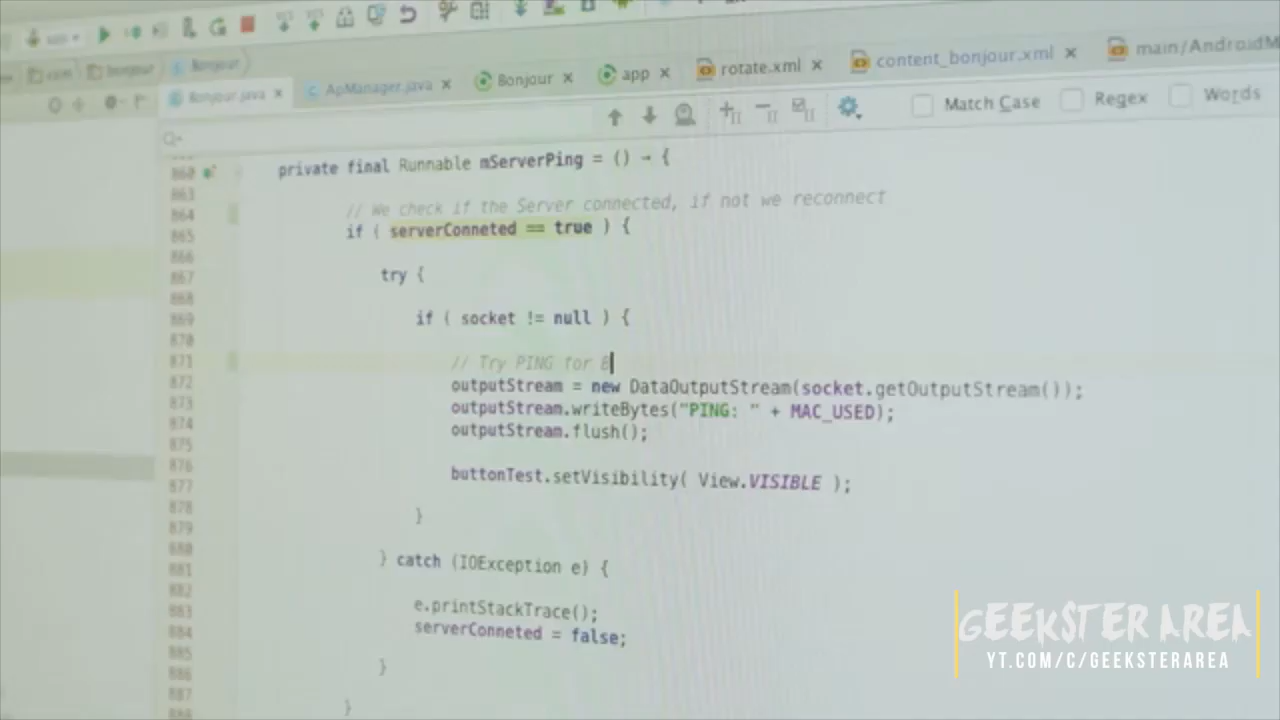 Bonjour
Bonjour.java
ApManager.java
Bonjour
app
rotate.xml
content_bonjour.xml
main/AndroidM
Match Case
Regex
Words
863
864
865
866
867
868
869
870
871
872
873
874
875
876
877
878
879
880
881
882
883
884
885
886
887
private final Runnable mServerPing = () → {
// We check if the Server connected, if not we reconnect
if ( serverConneted == true ) {
try {
if ( socket != null ) {
// Try PING for B
outputStream = new DataOutputStream(socket.getOutputStream());
outputStream.writeBytes("PING: " + MAC_USED);
outputStream.flush();
buttonTest.setVisibility( View.VISIBLE );
}
} catch (IOException e) {
e.printStackTrace();
serverConneted = false;
}
}
GEEKSTER AREA
YT.COM/C/GEEKSTERAREA